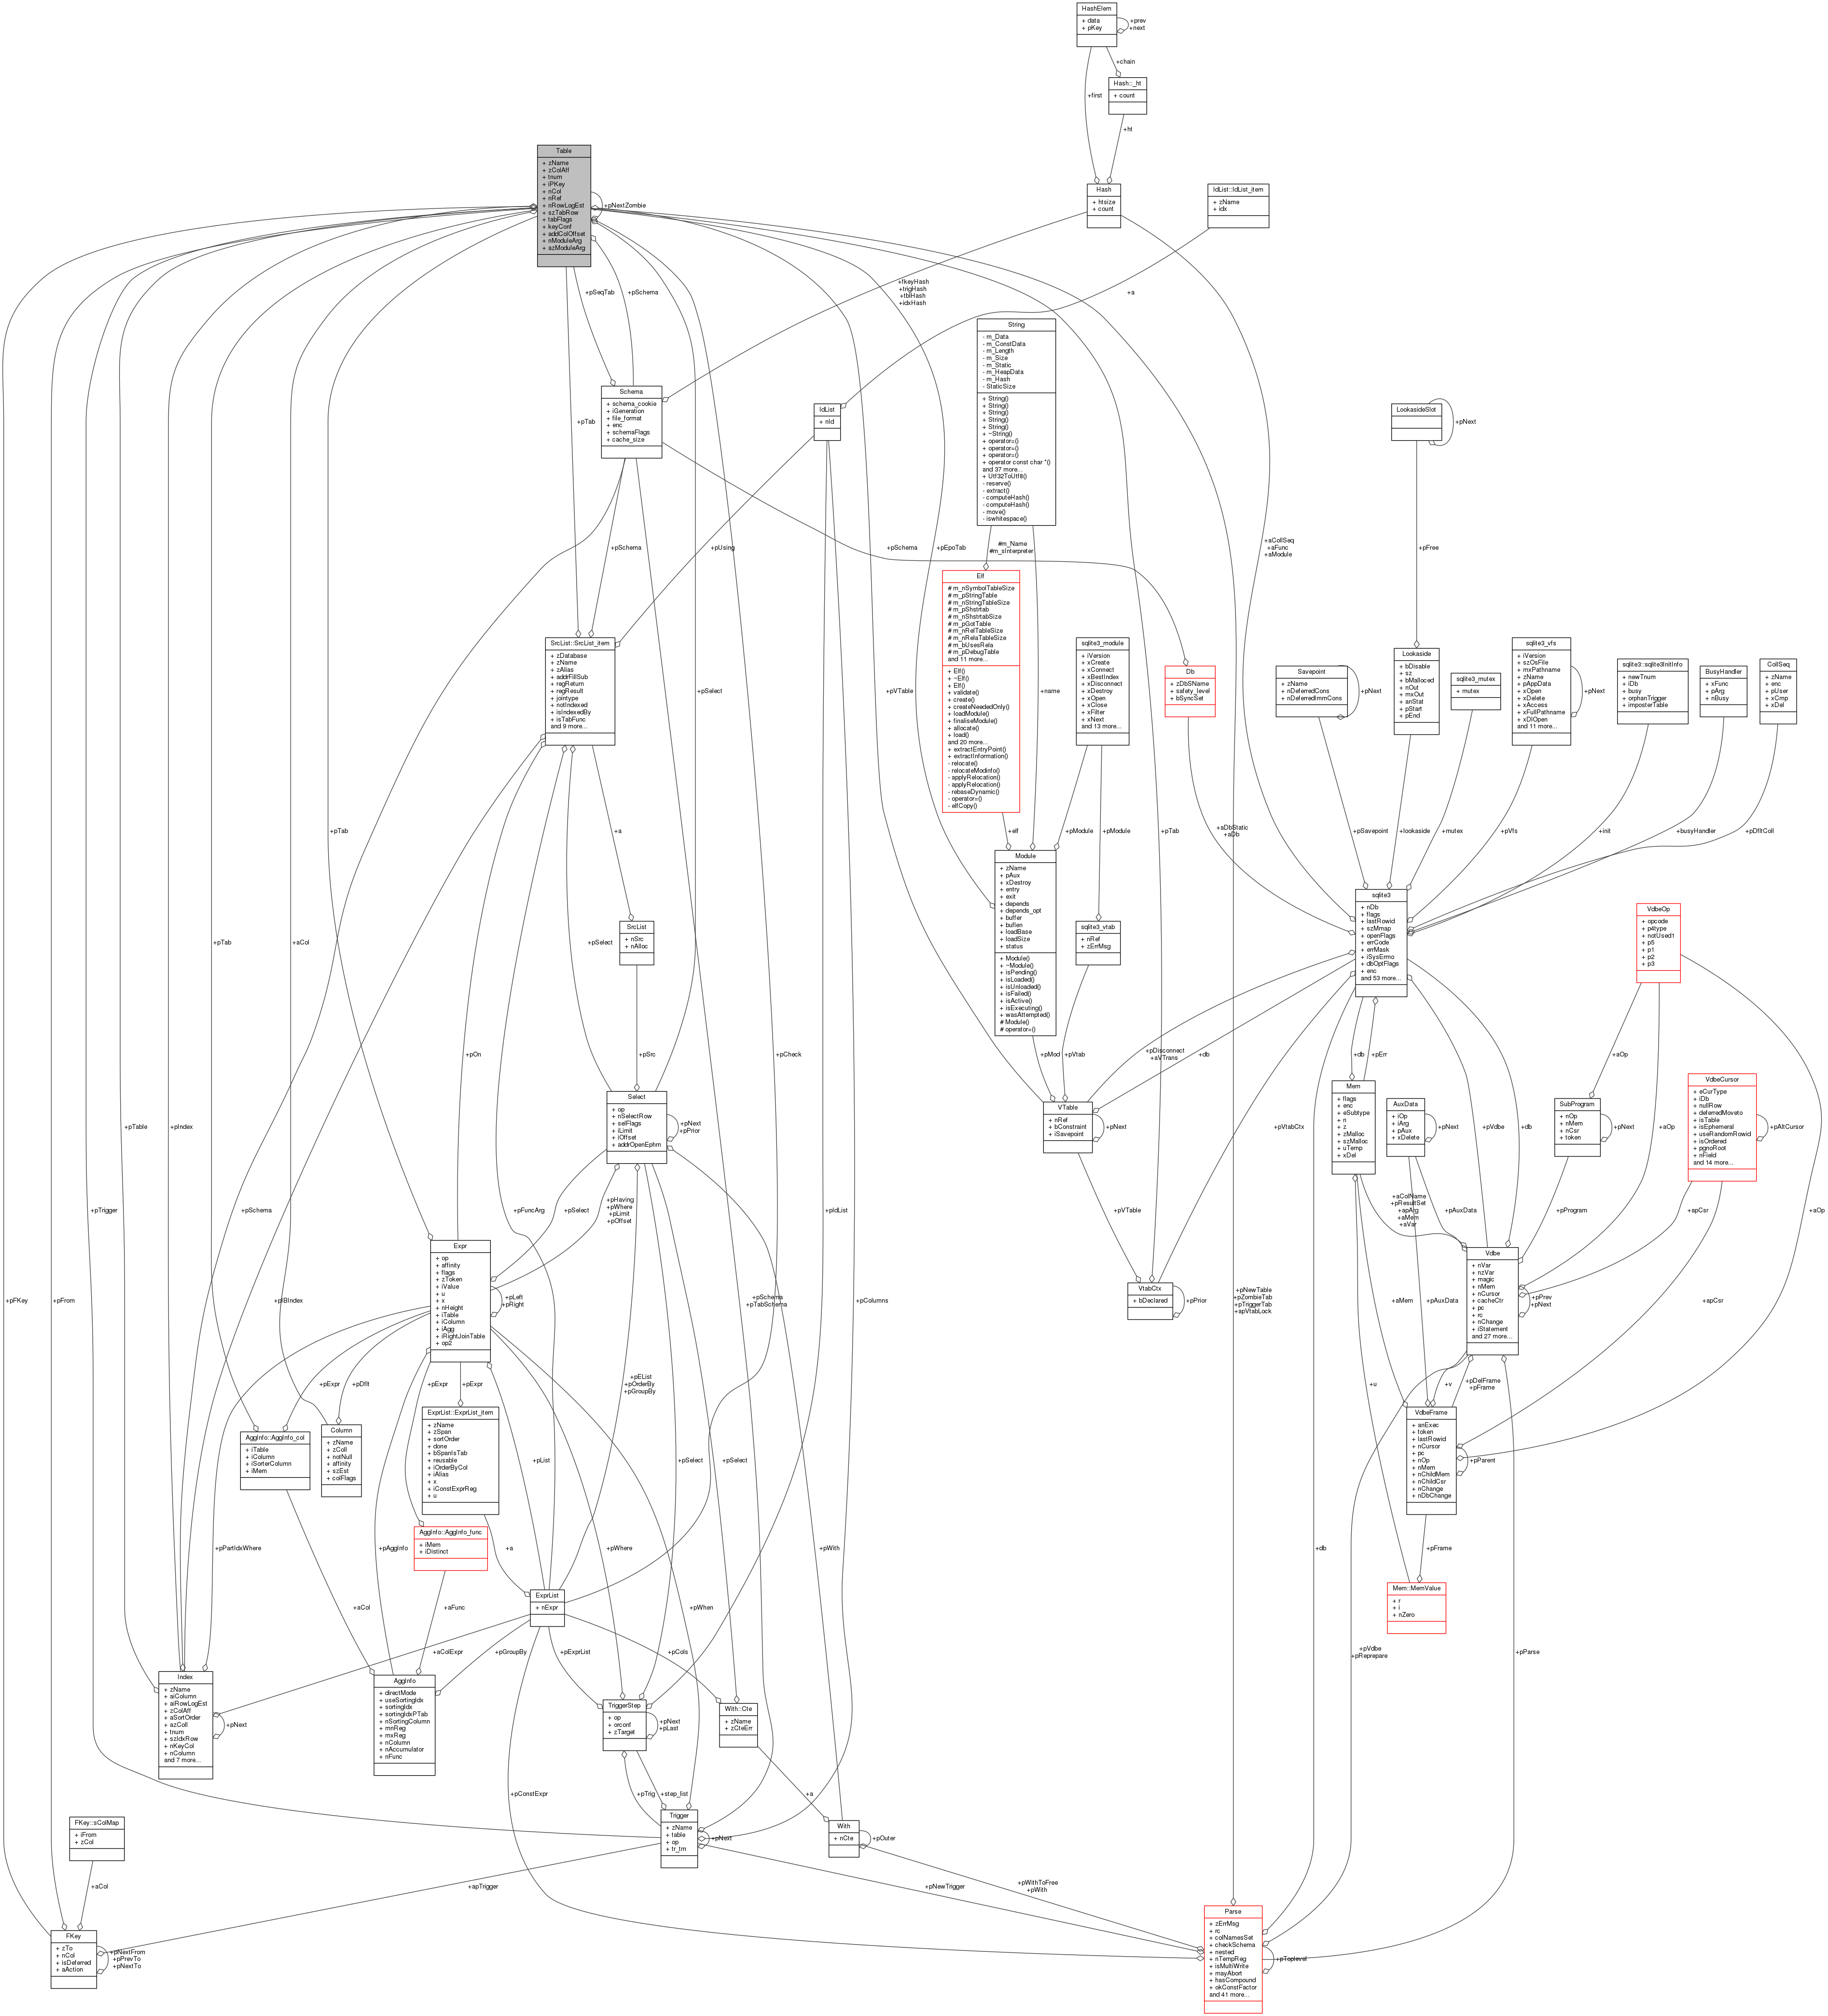 HashElem
+ data
+ pKey
+prev
+next
+chain
Hash::_ht
+ count
+first
+ht
Table
+ zName
+ zColAff
+ tnum
+ iPKey
+ nCol
+ nRef
+ nRowLogEst
+ szTabRow
+ tabFlags
+ keyConf
+ addColOffset
+ nModuleArg
+ azModuleArg
+pNextZombie
Hash
+ htsize
+ count
IdList::IdList_item
+ zName
+ idx
+pSeqTab
+pSchema
+fkeyHash
+trigHash
+tblHash
+idxHash
+a
String
- m_Data
- m_ConstData
- m_Length
- m_Size
- m_Static
- m_HeapData
- m_Hash
- StaticSize
+ String()
+ String()
+ String()
+ String()
+ String()
+ ~String()
+ operator=()
+ operator=()
+ operator=()
+ operator const char *()
and 37 more...
+ Utf32ToUtf8()
- reserve()
- extract()
- computeHash()
- computeHash()
- move()
- iswhitespace()
Schema
+ schema_cookie
+ iGeneration
+ file_format
+ enc
+ schemaFlags
+ cache_size
IdList
+ nId
LookasideSlot
+pNext
+pTab
+pSchema
+pUsing
+pSchema
+pEpoTab
#m_Name
#m_sInterpreter
+aCollSeq
+aFunc
+aModule
+pFree
Elf
# m_nSymbolTableSize
# m_pStringTable
# m_nStringTableSize
# m_pShstrtab
# m_nShstrtabSize
# m_pGotTable
# m_nRelTableSize
# m_nRelaTableSize
# m_bUsesRela
# m_pDebugTable
and 11 more...
+ Elf()
+ ~Elf()
+ Elf()
+ validate()
+ create()
+ createNeededOnly()
+ loadModule()
+ finaliseModule()
+ allocate()
+ load()
and 20 more...
+ extractEntryPoint()
+ extractInformation()
- relocate()
- relocateModinfo()
- applyRelocation()
- applyRelocation()
- rebaseDynamic()
- operator=()
- elfCopy()
+name
SrcList::SrcList_item
+ zDatabase
+ zName
+ zAlias
+ addrFillSub
+ regReturn
+ regResult
+ jointype
+ notIndexed
+ isIndexedBy
+ isTabFunc
and 9 more...
+pSelect
+pVTable
sqlite3_module
+ iVersion
+ xCreate
+ xConnect
+ xBestIndex
+ xDisconnect
+ xDestroy
+ xOpen
+ xClose
+ xFilter
+ xNext
and 13 more...
Db
+ zDbSName
+ safety_level
+ bSyncSet
Savepoint
+ zName
+ nDeferredCons
+ nDeferredImmCons
+pNext
Lookaside
+ bDisable
+ sz
+ bMalloced
+ nOut
+ mxOut
+ anStat
+ pStart
+ pEnd
sqlite3_mutex
+ mutex
sqlite3_vfs
+ iVersion
+ szOsFile
+ mxPathname
+ zName
+ pAppData
+ xOpen
+ xDelete
+ xAccess
+ xFullPathname
+ xDlOpen
and 11 more...
+pNext
sqlite3::sqlite3InitInfo
+ newTnum
+ iDb
+ busy
+ orphanTrigger
+ imposterTable
BusyHandler
+ xFunc
+ pArg
+ nBusy
CollSeq
+ zName
+ enc
+ pUser
+ xCmp
+ xDel
+pTab
+a
+elf
+pModule
+pModule
+pTab
+aDbStatic
+aDb
+pSavepoint
+lookaside
+mutex
+pVfs
+init
+busyHandler
+pDfltColl
Module
+ zName
+ pAux
+ xDestroy
+ entry
+ exit
+ depends
+ depends_opt
+ buffer
+ buflen
+ loadBase
+ loadSize
+ status
+ Module()
+ ~Module()
+ isPending()
+ isLoaded()
+ isUnloaded()
+ isFailed()
+ isActive()
+ isExecuting()
+ wasAttempted()
# Module()
# operator=()
sqlite3
+ nDb
+ flags
+ lastRowid
+ szMmap
+ openFlags
+ errCode
+ errMask
+ iSysErrno
+ dbOptFlags
+ enc
and 53 more...
VdbeOp
+ opcode
+ p4type
+ notUsed1
+ p5
+ p1
+ p2
+ p3
SrcList
+ nSrc
+ nAlloc
sqlite3_vtab
+ nRef
+ zErrMsg
+pTab
+aCol
+pSelect
+pOn
+pSrc
+pCheck
+pMod
+pVtab
+pDisconnect
+aVTrans
+db
+db
+pErr
+aOp
Select
+ op
+ nSelectRow
+ selFlags
+ iLimit
+ iOffset
+ addrOpenEphm
+pNext
+pPrior
VTable
+ nRef
+ bConstraint
+ iSavepoint
+pNext
Mem
+ flags
+ enc
+ eSubtype
+ n
+ z
+ zMalloc
+ szMalloc
+ uTemp
+ xDel
AuxData
+ iOp
+ iArg
+ pAux
+ xDelete
+pNext
+pVdbe
+db
+aOp
SubProgram
+ nOp
+ nMem
+ nCsr
+ token
+pNext
VdbeCursor
+ eCurType
+ iDb
+ nullRow
+ deferredMoveto
+ isTable
+ isEphemeral
+ useRandomRowid
+ isOrdered
+ pgnoRoot
+ nField
and 14 more...
+pAltCursor
+pTable
+pIndex
+pVtabCtx
+pTrigger
+pSchema
+pFuncArg
+pSelect
+pHaving
+pWhere
+pLimit
+pOffset
+pIdList
+pVTable
+aColName
+pResultSet
+apArg
+aMem
+aVar
+pAuxData
+pProgram
+apCsr
+aOp
Expr
+ op
+ affinity
+ flags
+ zToken
+ iValue
+ u
+ x
+ nHeight
+ iTable
+ iColumn
+ iAgg
+ iRightJoinTable
+ op2
+pLeft
+pRight
Vdbe
+ nVar
+ nzVar
+ magic
+ nMem
+ nCursor
+ cacheCtr
+ pc
+ rc
+ nChange
+ iStatement
and 27 more...
+pPrev
+pNext
VtabCtx
+ bDeclared
+pPrior
+pFKey
+pFrom
+pIBIndex
+pSchema
+pTabSchema
+pColumns
+pNewTable
+pZombieTab
+pTriggerTab
+apVtabLock
+aMem
+pAuxData
+apCsr
+pExpr
+pDflt
+pExpr
+pExpr
+pEList
+pOrderBy
+pGroupBy
+u
+v
+pDelFrame
+pFrame
AggInfo::AggInfo_col
+ iTable
+ iColumn
+ iSorterColumn
+ iMem
Column
+ zName
+ zColl
+ notNull
+ affinity
+ szEst
+ colFlags
ExprList::ExprList_item
+ zName
+ zSpan
+ sortOrder
+ done
+ bSpanIsTab
+ reusable
+ iOrderByCol
+ iAlias
+ x
+ iConstExprReg
+ u
+pList
+pSelect
+pSelect
VdbeFrame
+ anExec
+ token
+ lastRowid
+ nCursor
+ pc
+ nOp
+ nMem
+ nChildMem
+ nChildCsr
+ nChange
+ nDbChange
+pParent
AggInfo::AggInfo_func
+ iMem
+ iDistinct
+pPartIdxWhere
+pAggInfo
+a
+pWhere
+pWith
+db
+pFrame
Mem::MemValue
+ r
+ i
+ nZero
ExprList
+ nExpr
+aCol
+aFunc
+pWhen
+aColExpr
+pGroupBy
+pExprList
+pCols
+pVdbe
+pReprepare
+pParse
Index
+ zName
+ aiColumn
+ aiRowLogEst
+ zColAff
+ aSortOrder
+ azColl
+ tnum
+ szIdxRow
+ nKeyCol
+ nColumn
and 7 more...
+pNext
AggInfo
+ directMode
+ useSortingIdx
+ sortingIdx
+ sortingIdxPTab
+ nSortingColumn
+ mnReg
+ mxReg
+ nColumn
+ nAccumulator
+ nFunc
TriggerStep
+ op
+ orconf
+ zTarget
+pNext
+pLast
With::Cte
+ zName
+ zCteErr
+pConstExpr
+pTrig
+step_list
+a
FKey::sColMap
+ iFrom
+ zCol
Trigger
+ zName
+ table
+ op
+ tr_tm
+pNext
With
+ nCte
+pOuter
+aCol
+apTrigger
+pNewTrigger
+pWithToFree
+pWith
FKey
+ zTo
+ nCol
+ isDeferred
+ aAction
+pNextFrom
+pPrevTo
+pNextTo
Parse
+ zErrMsg
+ rc
+ colNamesSet
+ checkSchema
+ nested
+ nTempReg
+ isMultiWrite
+ mayAbort
+ hasCompound
+ okConstFactor
and 41 more...
+pToplevel